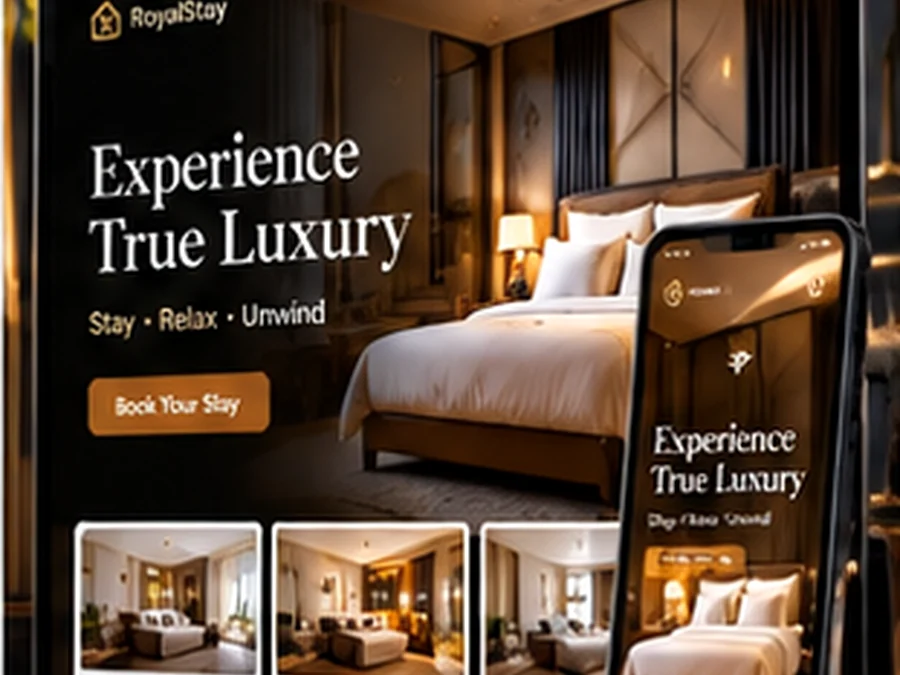 RoyalStay
Experience
True Luxury
Stay • Relax • Unwind
Book Your Stay
Experience
True Luxury